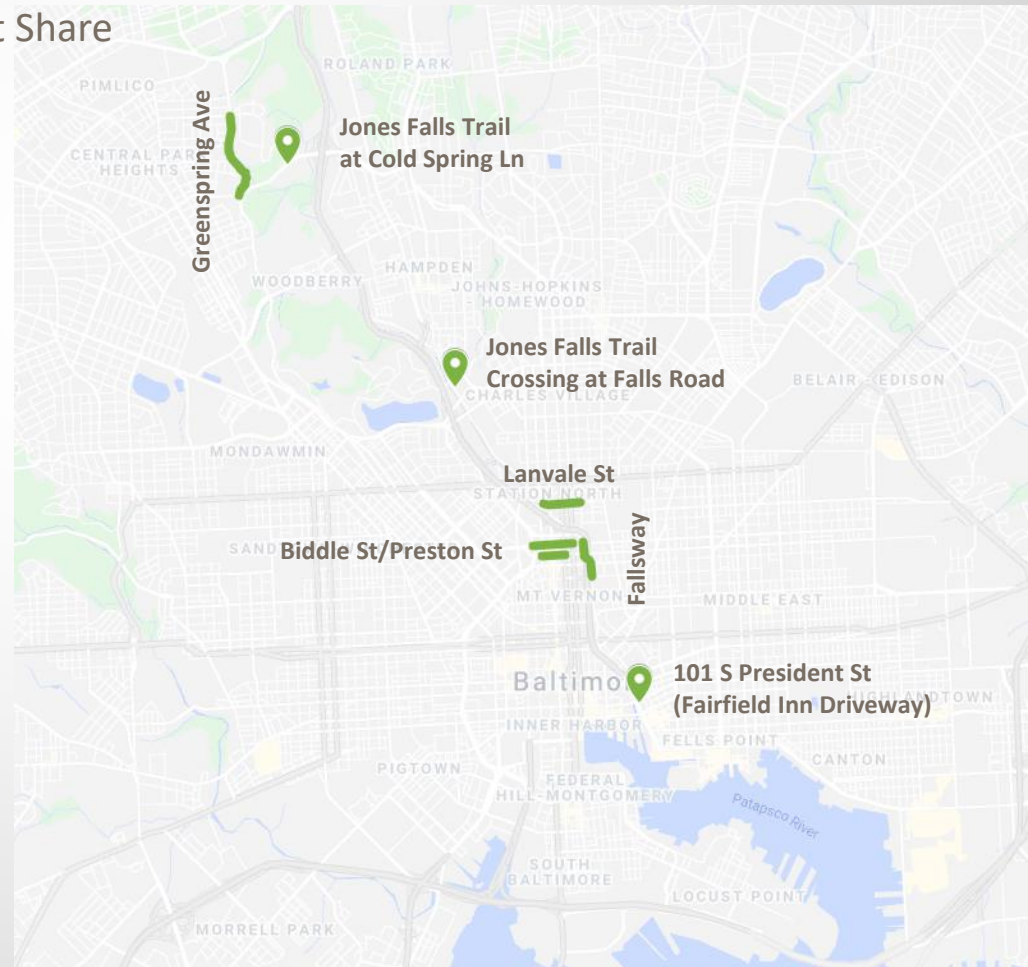 t Share
ROLAND PARK
PIMLICO
Greenspring Ave
Jones Falls Trail
at Cold Spring Ln
CENTRAL PAR
HEIGHTS
WOODBERRY
HAMPDEN
JOHNS-HOPKINS
- HOMEWOOD
Jones Falls Trail
Crossing at Falls Road
BELAIR - EDISON
CHARLES VILLAGE
MONDAWMIN
Lanvale St
STATION NORTH
Fallsway
SAND
Biddle St/Preston St
MT VERNON
MIDDLE EAST
101 S President St
(Fairfield Inn Driveway)
Baltimo
HIGHLANDTOWN
INNER HARBOR
FELLS POINT
CANTON
PIGTOWN
FEDERAL
HILL-MONTGOMERY
Patapsco River
SOUTH
BALTIMORE
LOCUST POINT
MORRELL PARK